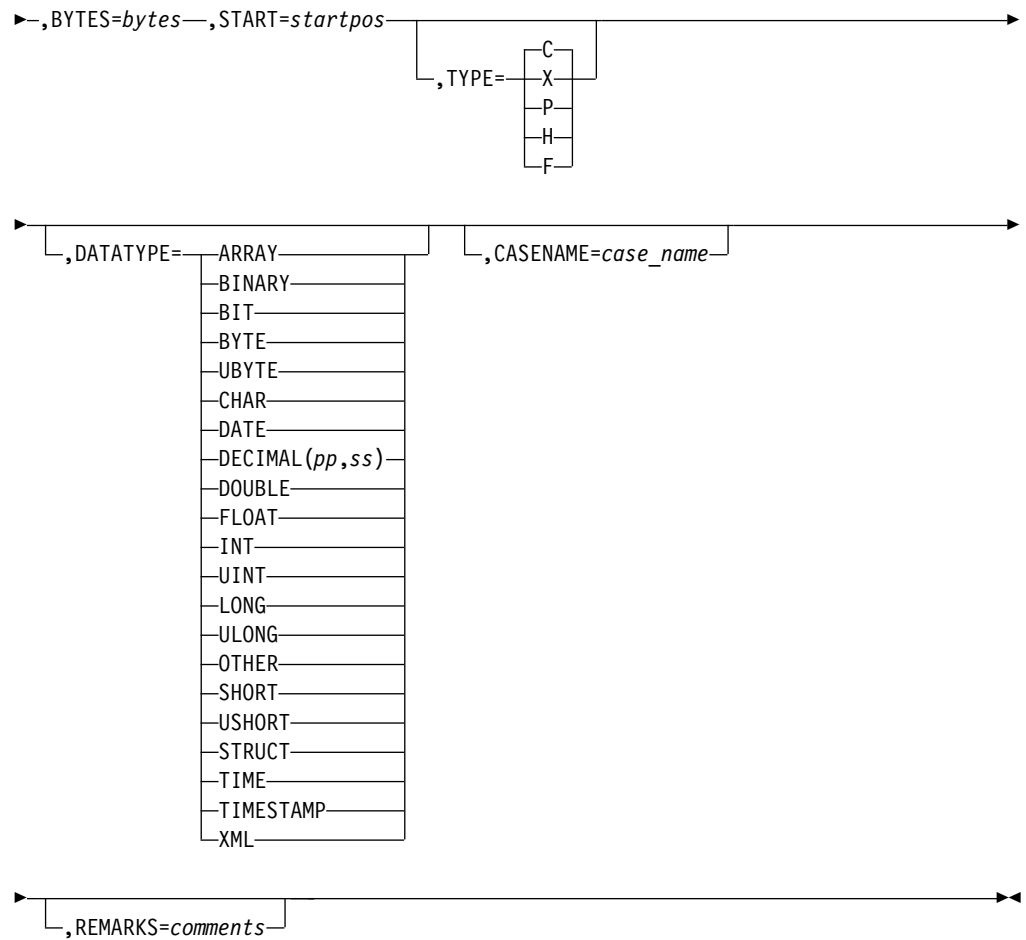 ,BYTES=bytes ,START=startpos
C
,TYPE= X
P
H
F
,DATATYPE= ARRAY ,CASENAME=case_name
BINARY
BIT
BYTE
UBYTE
CHAR
DATE
DECIMAL(pp,ss)
DOUBLE
FLOAT
INT
UINT
LONG
ULONG
OTHER
SHORT
USHORT
STRUCT
TIME
TIMESTAMP
XML
,REMARKS=comments